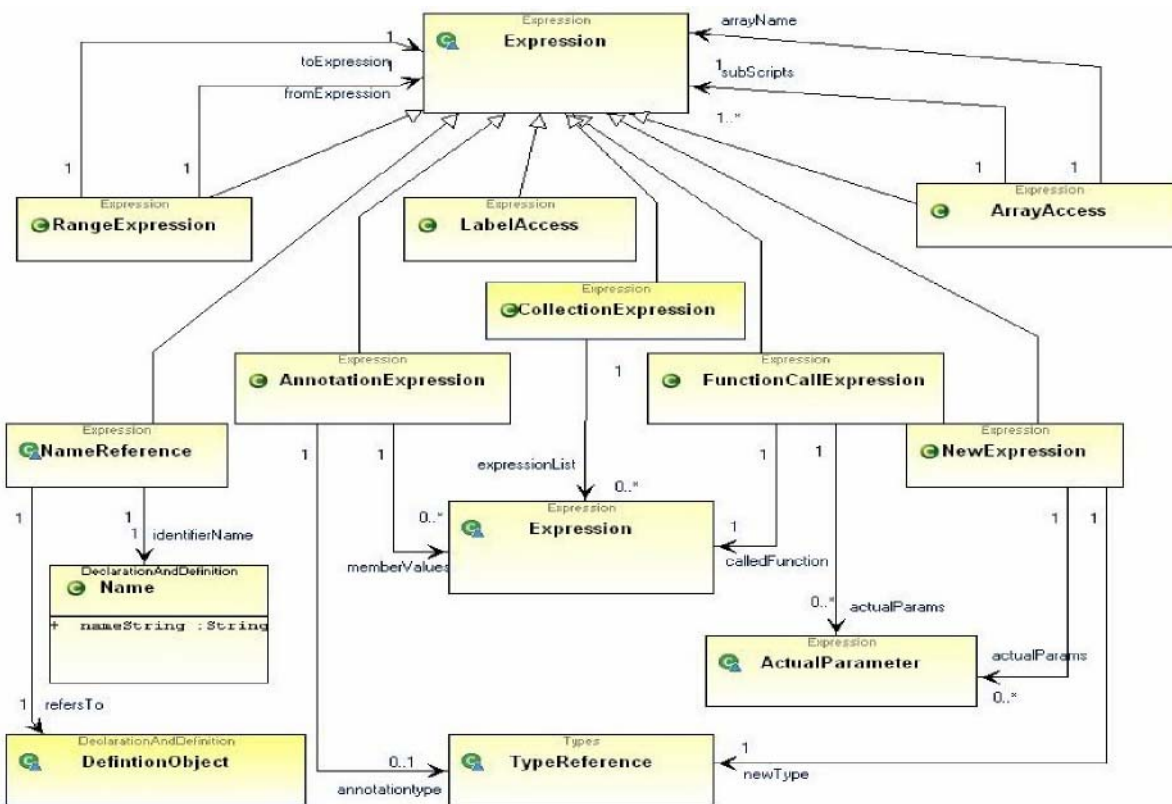 Expression
Expression
arrayName
1
toExpression
1
fromExpression
1
subScripts
1..*
1
1
1
1
Expression
RangeExpression
Expression
LabelAccess
Expression
ArrayAccess
Expression
CollectionExpression
Expression
AnnotationExpression
1
Expression
FunctionCallExpression
Expression
NameReference
Expression
NewExpression
1
1
1
1
expressionList
1
1
1
1
0..*
0..*
Expression
Expression
1
1
identifierName
memberValues
calledFunction
DeclarationAndDefinition
Name
+ nameString :String
0..*
actualParams
Expression
ActualParameter
actualParams
0..*
1
refersTo
DeclarationAndDefinition
DefintionObject
0..1
annotationtype
Types
TypeReference
1
newType